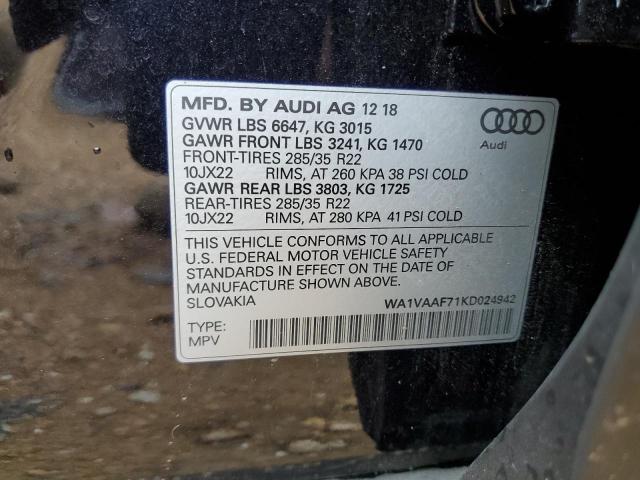 MFD. BY AUDI AG 12 18
GVWR LBS 6647, KG 3015
GAWR FRONT LBS 3241, KG 1470
FRONT-TIRES 285/35 R22
10JX22 RIMS, AT 260 KPA 38 PSI COLD
GAWR REAR LBS 3803, KG 1725
REAR-TIRES 285/35 R22
10JX22 RIMS, AT 280 KPA 41 PSI COLD
Audi
THIS VEHICLE CONFORMS TO ALL APPLICABLE
U.S. FEDERAL MOTOR VEHICLE SAFETY
STANDARDS IN EFFECT ON THE DATE OF
MANUFACTURE SHOWN ABOVE.
SLOVAKIA WA1VAAF71KD024942
TYPE:
MPV